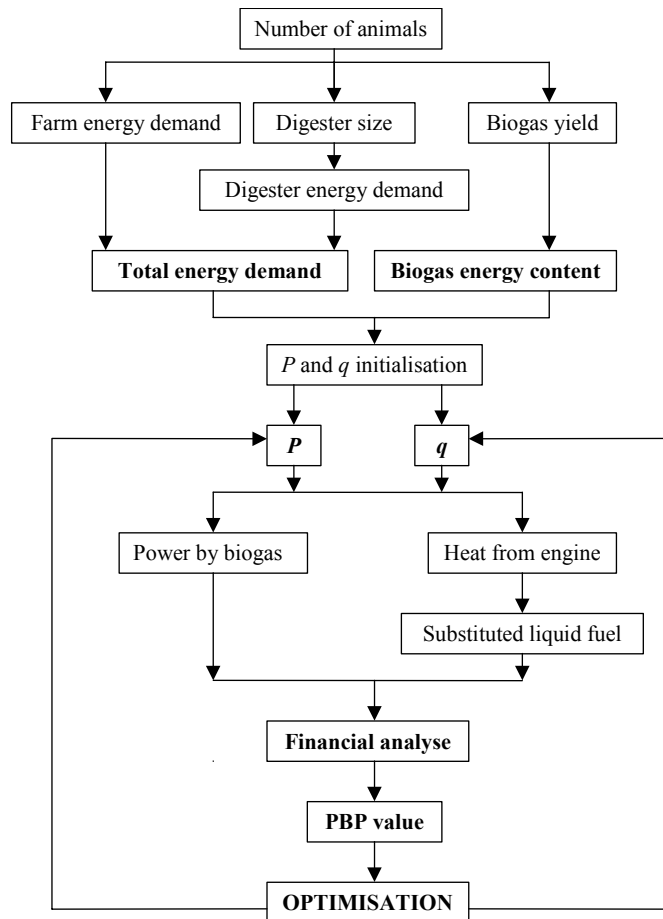 Number of animals
Farm energy demand
Digester size
Biogas yield
Digester energy demand
Total energy demand
Biogas energy content
P and q initialisation
P
q
Power by biogas
Heat from engine
Substituted liquid fuel
Financial analyse
PBP value
OPTIMISATION